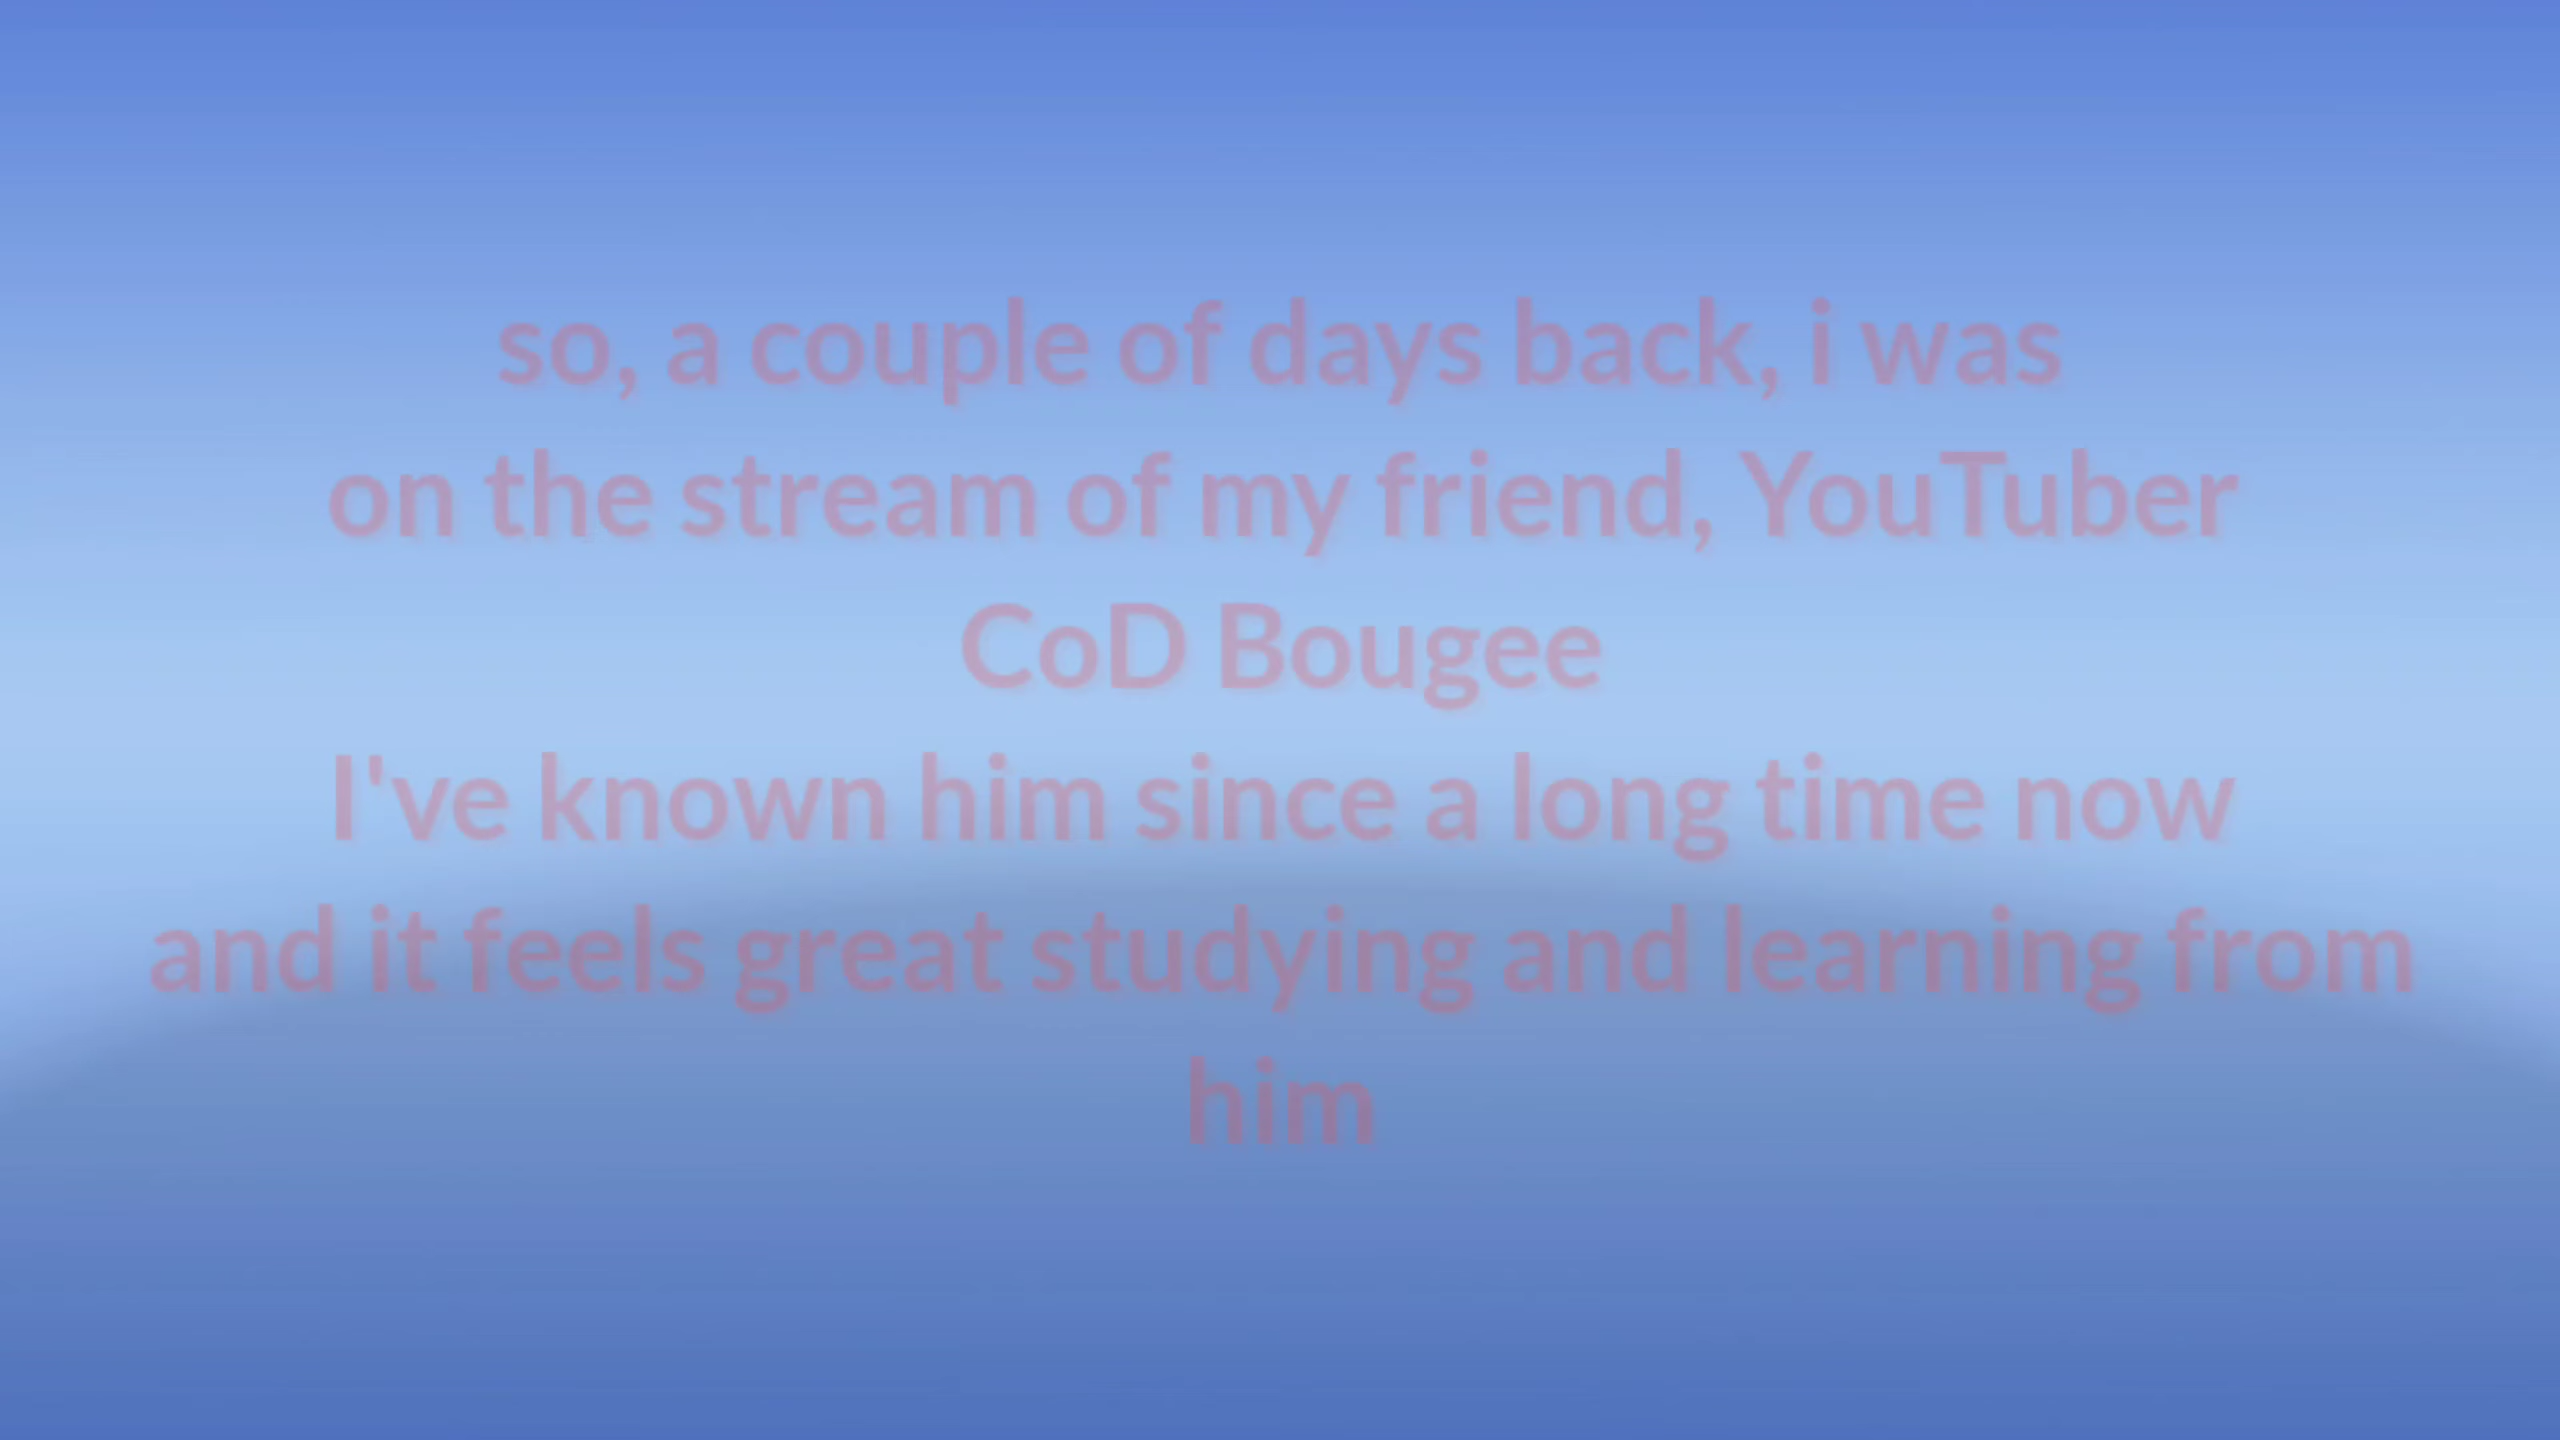 so, a couple of days back, i was
on the stream of my friend, YouTuber
CoD Bougee
I've known him since a long time now
and it feels great studying and learning from
him